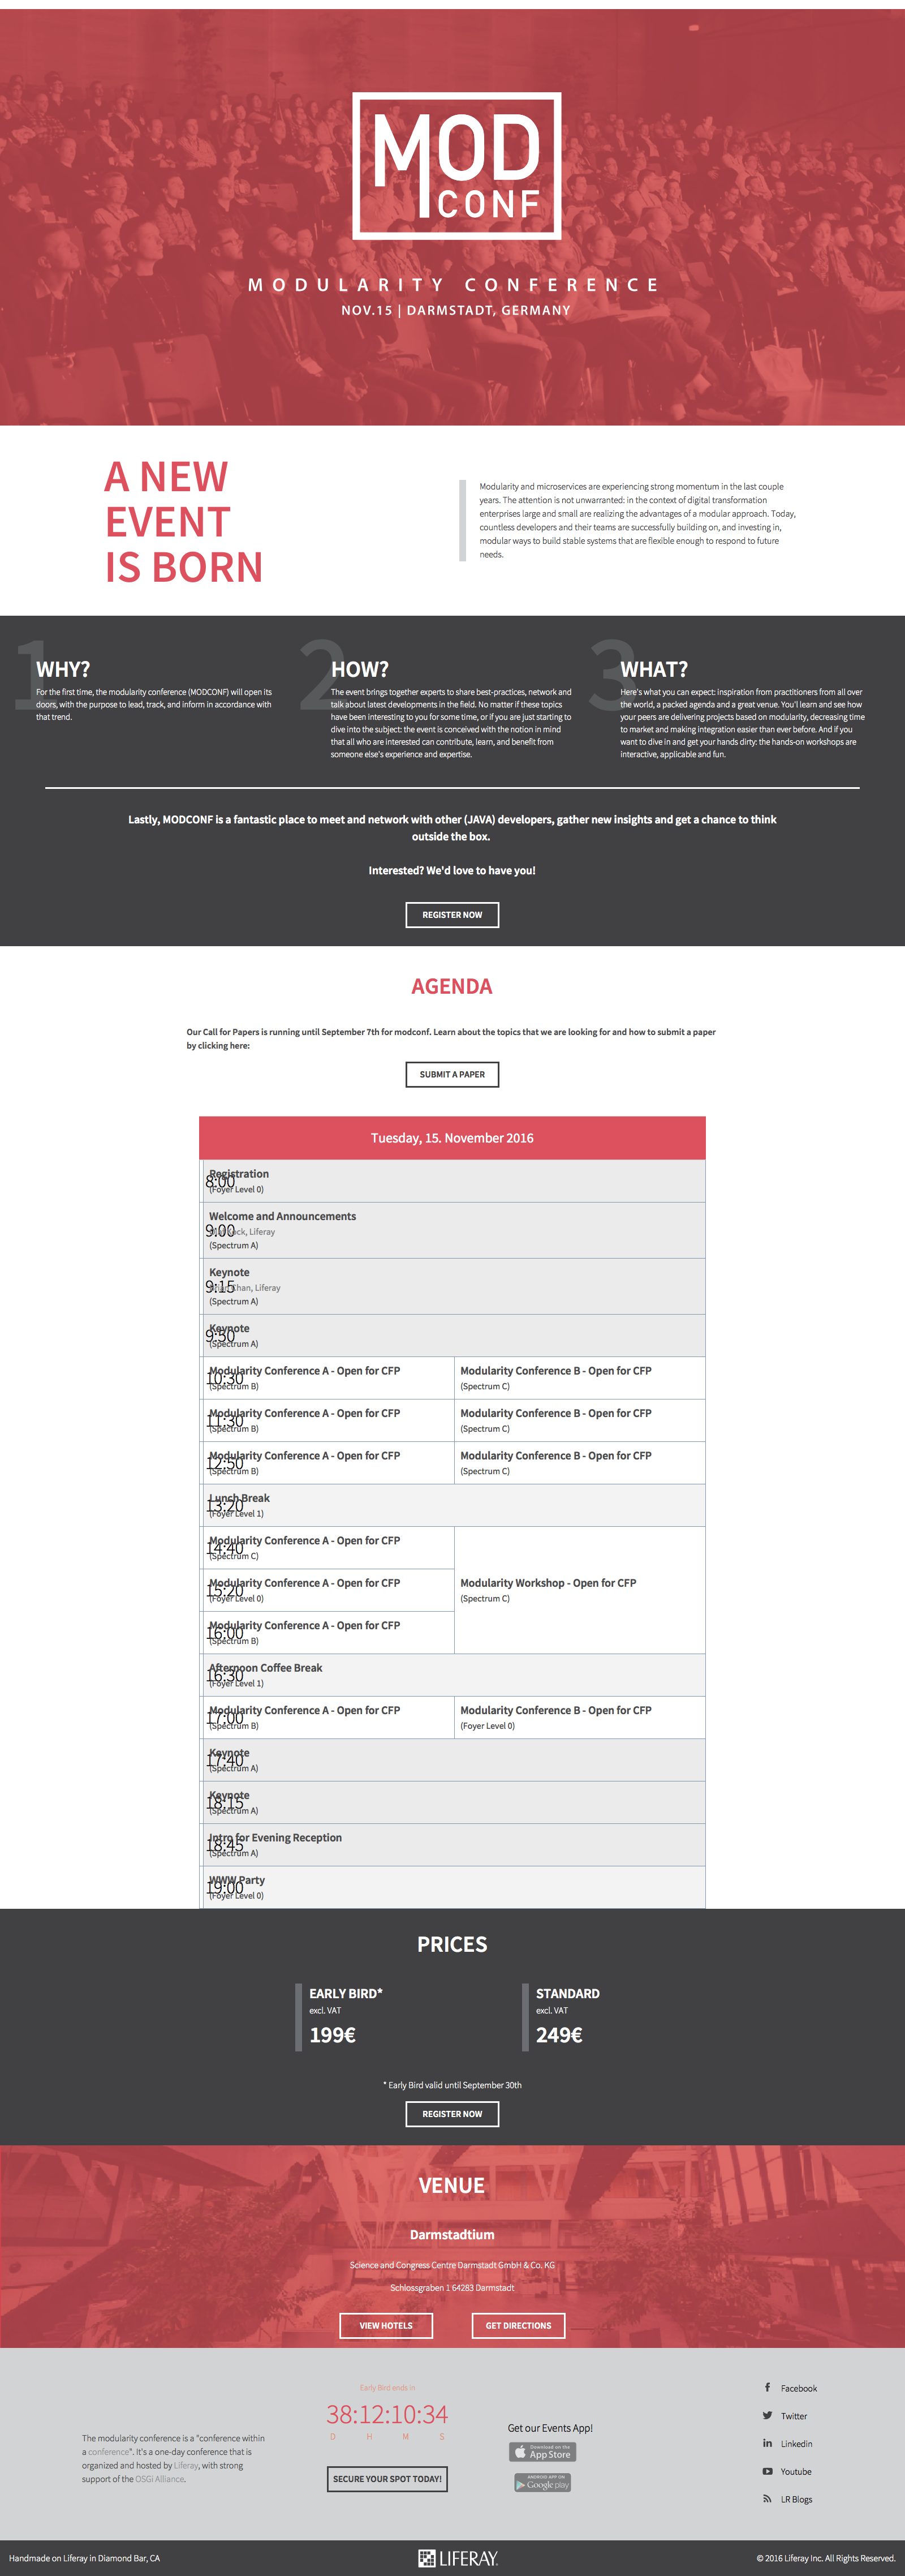 MOD
CONF
MODULARITY CONFERENCE
NOV.15 | DARMSTADT, GERMANY
A NEW
EVENT
IS BORN
Modularity and microservices are experiencing strong momentum in the last couple
years. The attention is not unwarranted: in the context of digital transformation
enterprises large and small are realizing the advantages of a modular approach. Today,
countless developers and their teams are successfully building on, and investing in,
modular ways to build stable systems that are flexible enough to respond to future
needs.
1
WHY?
For the first time, the modularity conference (MODCONF) will open its
doors, with the purpose to lead, track, and inform in accordance with
that trend.
2
HOW?
The event brings together experts to share best-practices, network and
talk about latest developments in the field. No matter if these topics
have been interesting to you for some time, or if you are just starting to
dive into the subject: the event is conceived with the notion in mind
that all who are interested can contribute, learn, and benefit from
someone else's experience and expertise.
3
WHAT?
Here's what you can expect: inspiration from practitioners from all over
the world, a packed agenda and a great venue. You'll learn and see how
your peers are delivering projects based on modularity, decreasing time
to market and making integration easier than ever before. And if you
want to dive in and get your hands dirty: the hands-on workshops are
interactive, applicable and fun.
Lastly, MODCONF is a fantastic place to meet and network with other (JAVA) developers, gather new insights and get a chance to think
outside the box.
Interested? We'd love to have you!
REGISTER NOW
AGENDA
Our Call for Papers is running until September 7th for modconf. Learn about the topics that we are looking for and how to submit a paper
by clicking here:
SUBMIT A PAPER
Tuesday, 15. November 2016
8:00
Registration
(Foyer Level 0)
9:00
Welcome and Announcements
Liferay
(Spectrum A)
9:15
Keynote
Chan, Liferay
(Spectrum A)
9:50
Keynote
(Spectrum A)
10:30
Modularity Conference A - Open for CFP
(Spectrum B)
Modularity Conference B - Open for CFP
(Spectrum C)
11:30
Modularity Conference A - Open for CFP
(Spectrum B)
Modularity Conference B - Open for CFP
(Spectrum C)
12:50
Modularity Conference A - Open for CFP
(Spectrum B)
Modularity Conference B - Open for CFP
(Spectrum C)
13:20
Lunch Break
(Foyer Level 1)
14:40
Modularity Conference A - Open for CFP
(Spectrum C)
Modularity Workshop - Open for CFP
(Spectrum C)
15:20
Modularity Conference A - Open for CFP
(Foyer Level 0)
16:00
Modularity Conference A - Open for CFP
(Spectrum B)
16:30
Afternoon Coffee Break
(Foyer Level 1)
17:00
Modularity Conference A - Open for CFP
(Spectrum B)
Modularity Conference B - Open for CFP
(Foyer Level 0)
17:40
Keynote
(Spectrum A)
18:15
Keynote
(Spectrum A)
18:45
Intro for Evening Reception
(Spectrum A)
19:00
WWW Party
(Foyer Level 0)
PRICES
EARLY BIRD*
excl. VAT
199€
STANDARD
excl. VAT
249€
* Early Bird valid until September 30th
REGISTER NOW
VENUE
Darmstadtium
Science and Congress Centre Darmstadt GmbH & Co. KG
Schlossgraben 1 64283 Darmstadt
VIEW HOTELS
GET DIRECTIONS
The modularity conference is a "conference within
a conference". It's a one-day conference that is
organized and hosted by Liferay, with strong
support of the OSGi Alliance.
Early Bird ends in
38:12:10:34
D H M S
SECURE YOUR SPOT TODAY!
Get our Events App!
Download on the
App Store
ANDROID APP ON
Google play
Facebook
Twitter
Linkedin
Youtube
LR Blogs
Handmade on Liferay in Diamond Bar, CA
LIFERAY.
© 2016 Liferay Inc. All Rights Reserved.